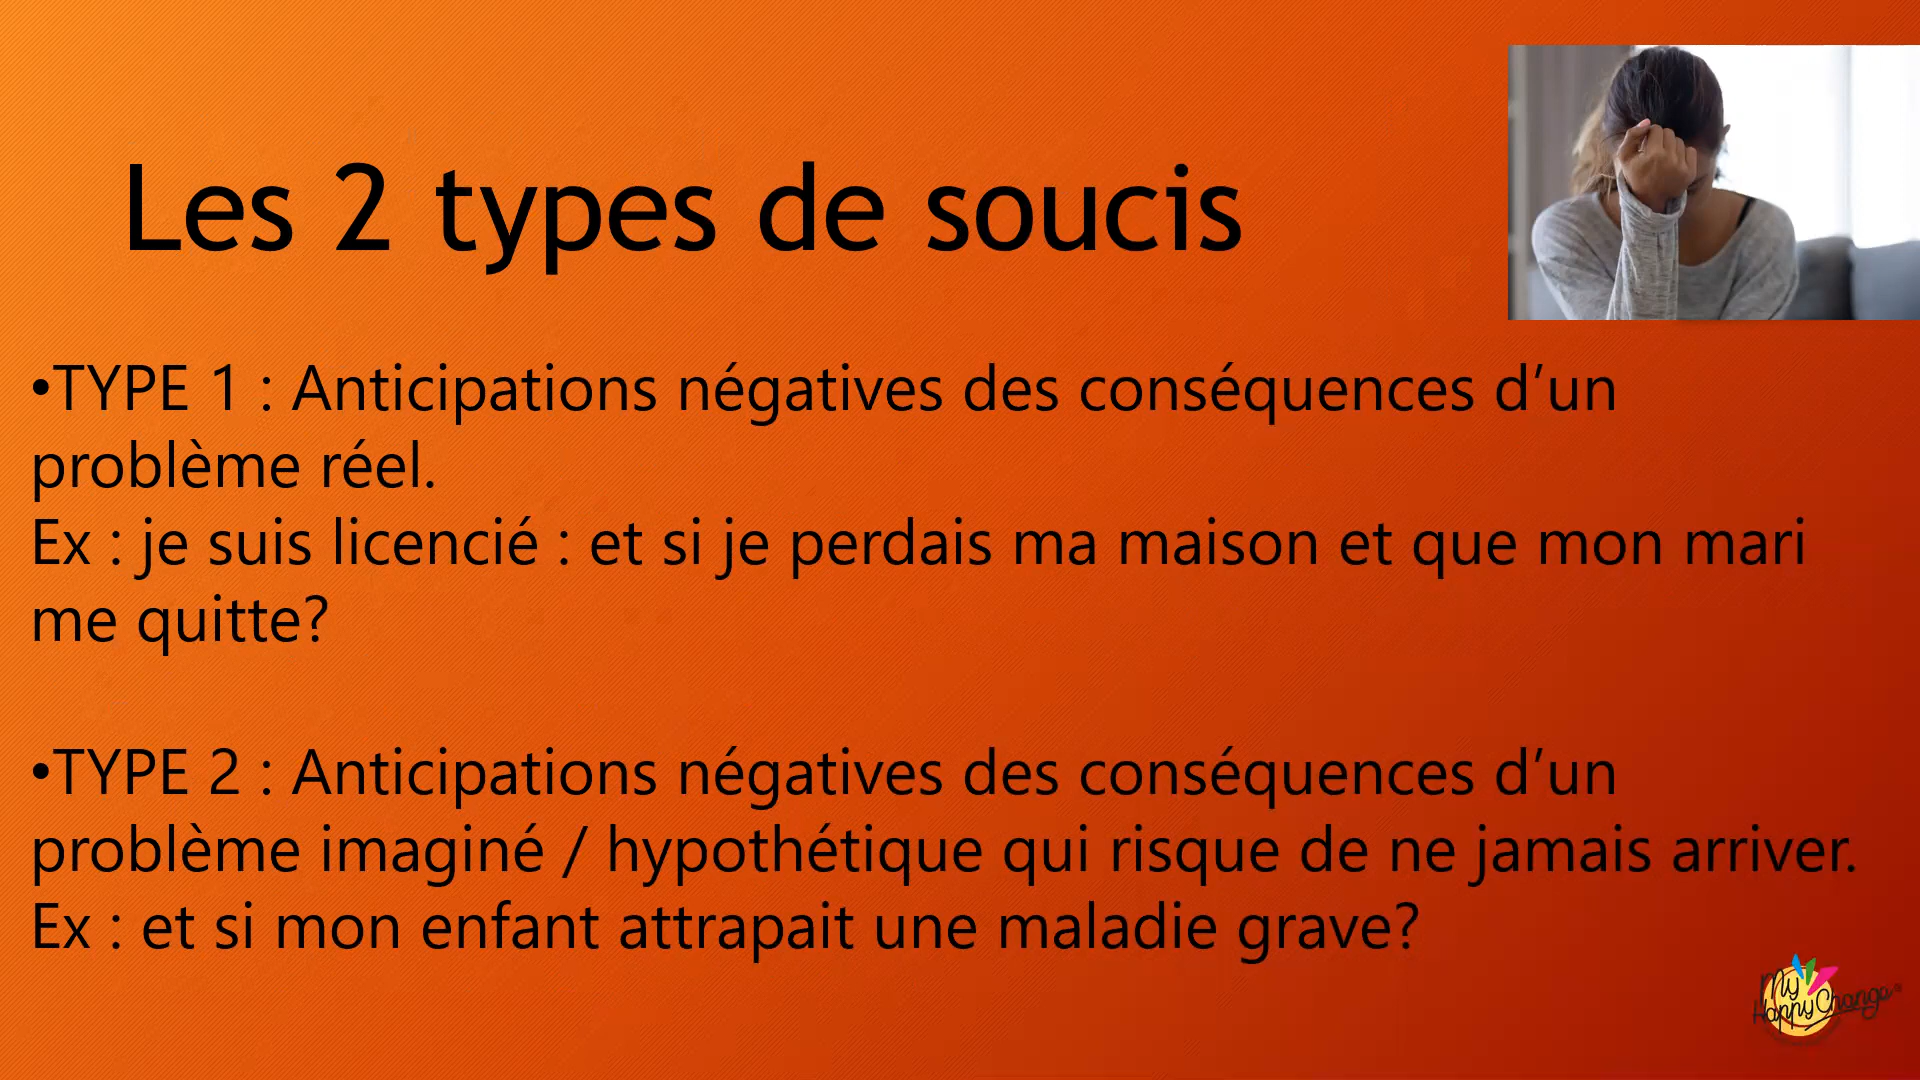 Les 2 types de soucis
•TYPE 1 : Anticipations négatives des conséquences d’un
problème réel.
Ex : je suis licencié : et si je perdais ma maison et que mon mari
me quitte?
•TYPE 2 : Anticipations négatives des conséquences d’un
problème imaginé / hypothétique qui risque de ne jamais arriver.
Ex : et si mon enfant attrapait une maladie grave?
My
HappyChange